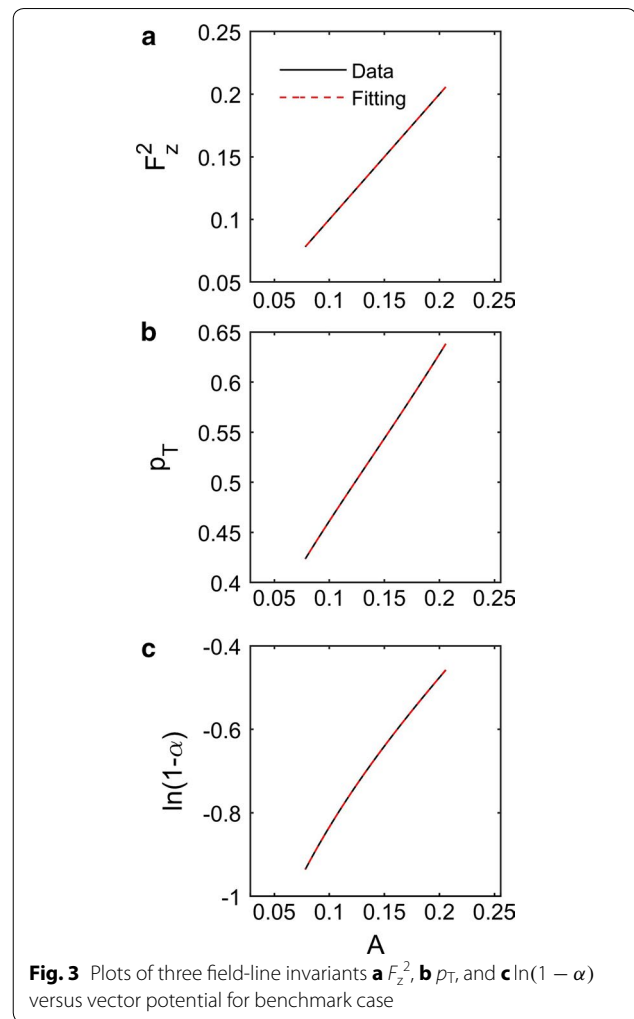 a
0.25
0.2
0.15
0.1
0.05
F_z^2
Data
Fitting
0.05 0.1 0.15 0.2 0.25
b
0.65
0.6
0.55
0.5
0.45
0.4
p_T
0.05 0.1 0.15 0.2 0.25
c
-0.4
-0.6
-0.8
-1
ln(1-α)
0.05 0.1 0.15 0.2 0.25
A
Fig. 3 Plots of three field-line invariants a F_z^2, b p_T, and c ln(1 − α)
versus vector potential for benchmark case